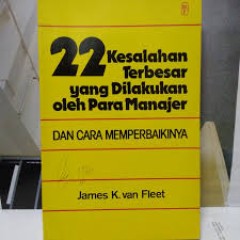 22 Kesalahan
Terbesar
yang Dilakukan
oleh Para Manajer
DAN CARA MEMPERBAIKINYA
James K. van Fleet